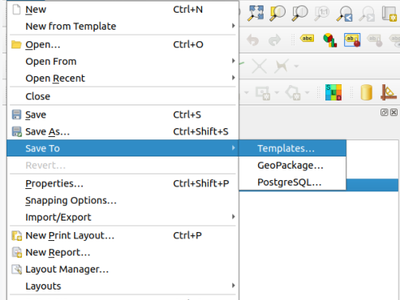 New Ctrl+N
New from Template
Open... Ctrl+O
Open From
Open Recent
Close
Save Ctrl+S
Save As... Ctrl+Shift+S
Save To
Templates...
GeoPackage...
PostgreSQL...
Revert...
Properties... Ctrl+Shift+P
Snapping Options...
Import/Export
New Print Layout... Ctrl+P
New Report...
Layout Manager...
Layouts
abc
ab